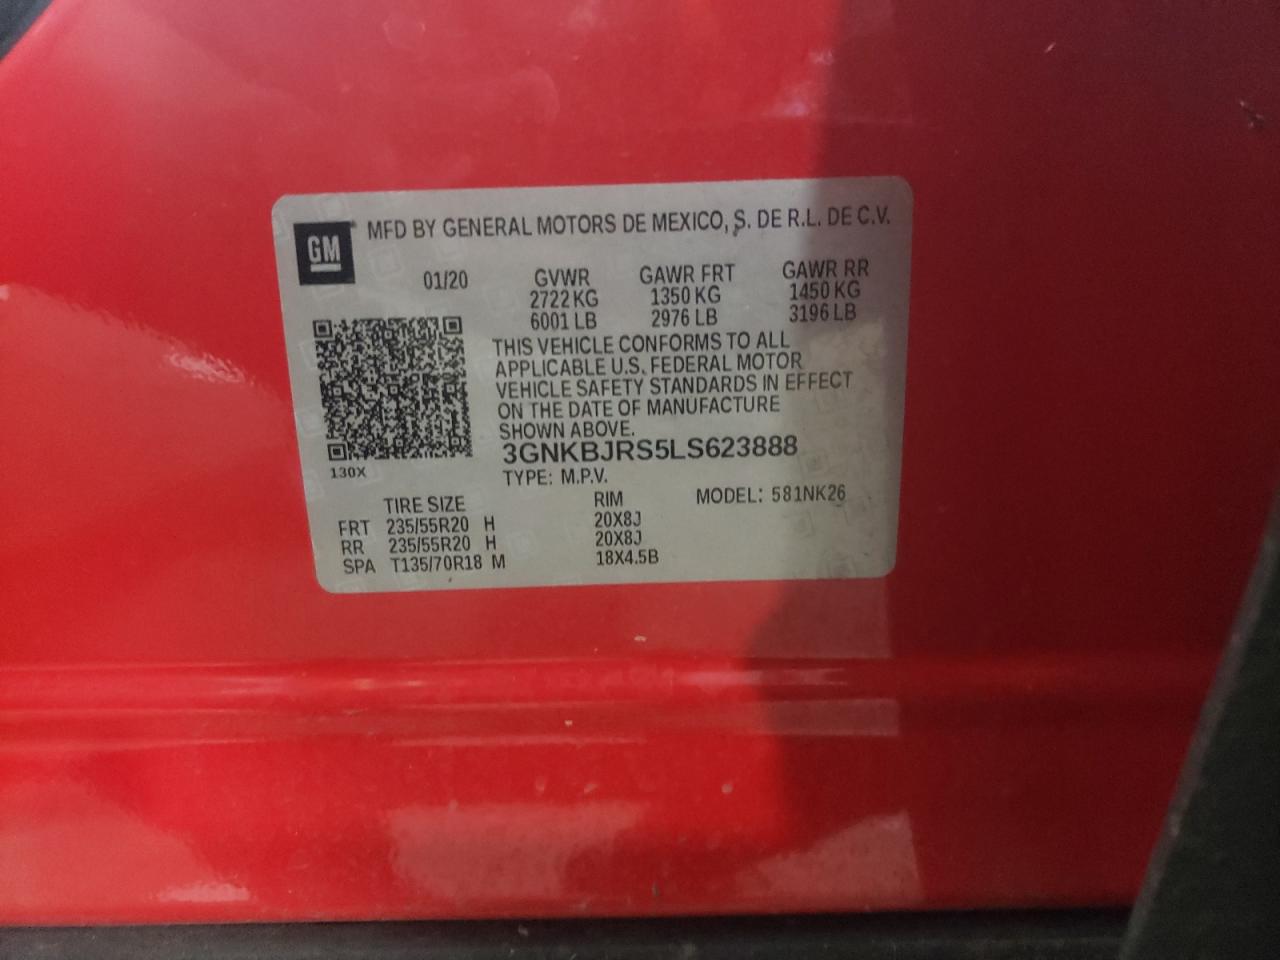 GM
MFD BY GENERAL MOTORS DE MEXICO, S. DE R.L. DE C.V.
01/20 GVWR GAWR FRT GAWR RR
2722 KG 1350 KG 1450 KG
6001 LB 2976 LB 3196 LB
THIS VEHICLE CONFORMS TO ALL
APPLICABLE U.S. FEDERAL MOTOR
VEHICLE SAFETY STANDARDS IN EFFECT
ON THE DATE OF MANUFACTURE
SHOWN ABOVE.
3GNKBJRS5LS623888
130X
TYPE: M.P.V.
TIRE SIZE RIM MODEL: 581NK26
FRT 235/55R20 H 20X8J
RR 235/55R20 H 20X8J
SPA T135/70R18 M 18X4.5B